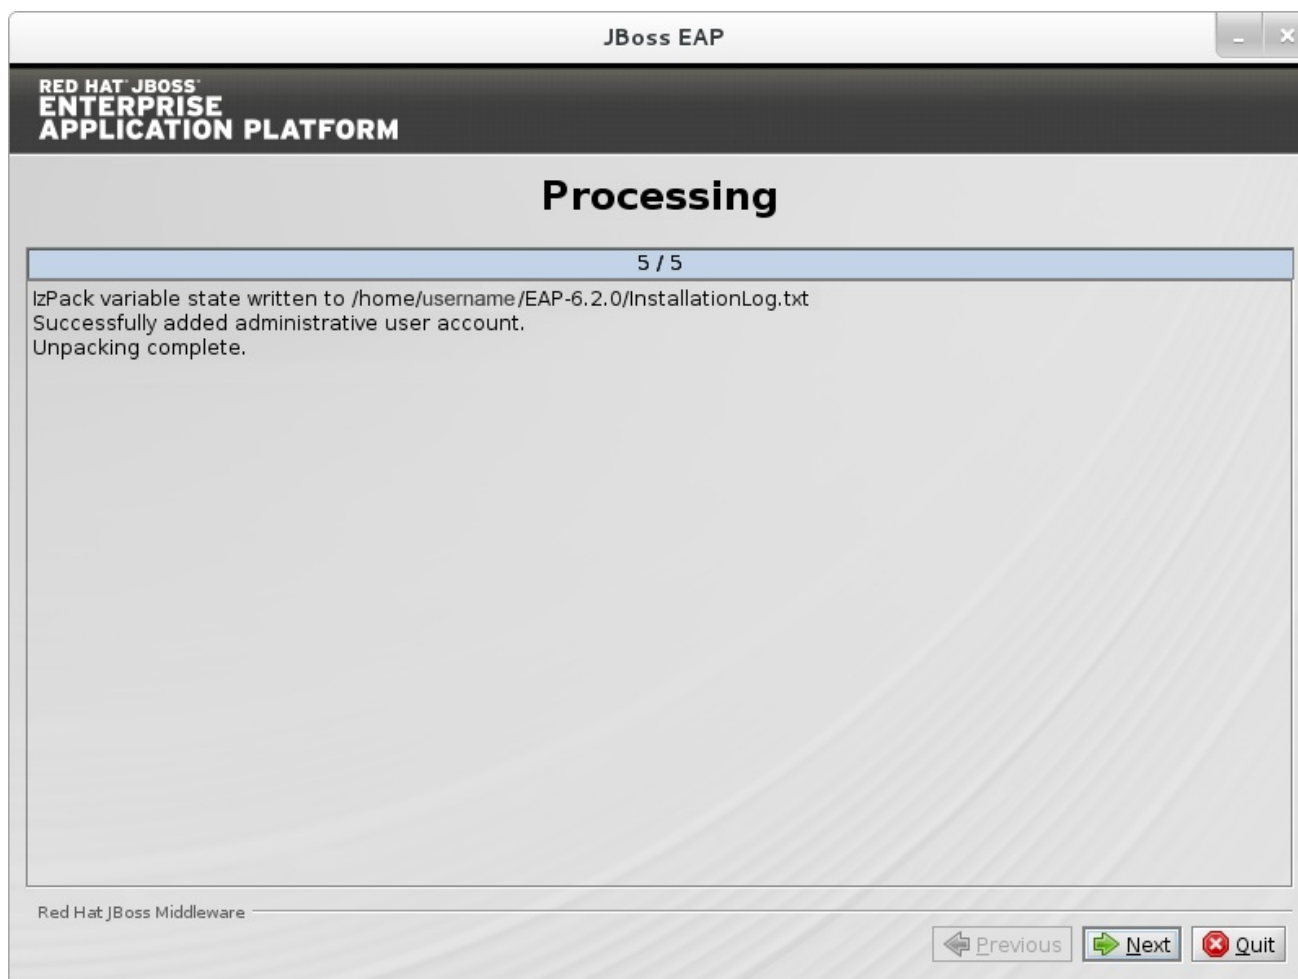 JBoss EAP
RED HAT JBOSS
ENTERPRISE
APPLICATION PLATFORM
Processing
5 / 5
IzPack variable state written to /home/username/EAP-6.2.0/InstallationLog.txt
Successfully added administrative user account.
Unpacking complete.
Red Hat JBoss Middleware
Previous Next Quit